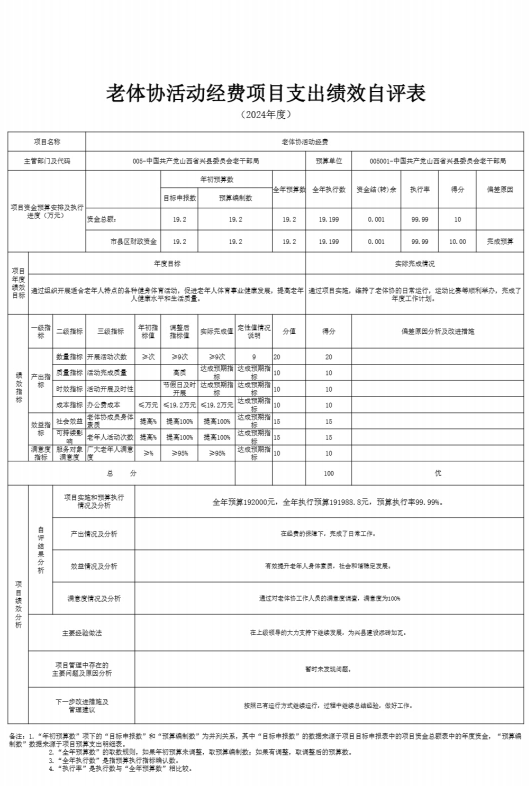 老体协活动经费项目支出绩效自评表
（2024年度）
项目名称 老体协活动经费
主管部门及代码 005-中国共产党山西省兴县委员会老干部局 预算单位 005001-中国共产党山西省兴县委员会老干部局
项目资金预算安排及执行进度（万元） 年初预算数 全年预算数 全年执行数 资金结(转)余 执行率 得分 偏差原因
目标申报数 预算编制数
资金总额： 19.2 19.2 19.2 19.199 0.001 99.99 10
市县区财政资金 19.2 19.2 19.2 19.199 0.001 99.99 10.00 完成预算
项目年度绩效目标 年度目标 实际完成情况
通过组织开展适合老年人特点的各种健身体育活动，促进老年人体育事业健康发展，提高老年人健康水平和生活质量。 通过项目实施，维持了老体协的日常运行，运动比赛等顺利举办，完成了年度工作计划。
绩效指标 一级指标 二级指标 三级指标 年初指标值 调整后指标值 实际完成值 定性值情况说明 分值 得分 偏差原因分析及改进措施
产出指标 数量指标 开展活动次数 ≥次 ≥9次 ≥9次 9 20 20
质量指标 活动完成质量 高质 达成预期指标 达成预期指标 10 10
时效指标 活动开展及时性 节假日及时开展 达成预期指标 达成预期指标 10 10
成本指标 办公费成本 ≤万元 ≤19.2万元 ≤19.2万元 达成预期指标 10 10
效益指标 社会效益 老体协成员身体素质 提高% 提高100% 提高100% 达成预期指标 15 15
可持续影响 老年人活动次数 提高% 提高100% 提高100% 达成预期指标 15 15
满意度指标 服务对象满意度 广大老年人满意度 ≥% ≥95% ≥95% 达成预期指标 10 10
总 分 100 优
项目绩效分析 自评结果分析 项目实施和预算执行情况及分析 全年预算192000元，全年执行预算191988.8元，预算执行率99.99%。
产出情况及分析 在经费的保障下，完成了日常工作。
效益情况及分析 有效提升老年人身体素质，社会和谐稳定发展。
满意度情况及分析 通过对老体协工作人员的满意度调查，满意度为100%
主要经验做法 在上级领导的大力支持下继续发展，为兴县建设添砖加瓦。
项目管理中存在的主要问题及原因分析 暂时未发现问题。
下一步改进措施及管理建议 按照已有运行方式继续运行，过程中继续总结经验，做好工作。
备注：1.“年初预算数”项下的“目标申报数”和“预算编制数”为并列关系，其中“目标申报数”的数据来源于项目目标申报表中的项目资金总额表中的年度资金，“预算编
制数”数据来源于项目预算支出明细表。
2.“全年预算数”的取数规则，如果年初预算未调整，取预算编制数；如果有调整，取调整后的预算数。
3.“全年执行数”是指预算执行指标确认数。
4.“执行率”是执行数与“全年预算数”相比较。